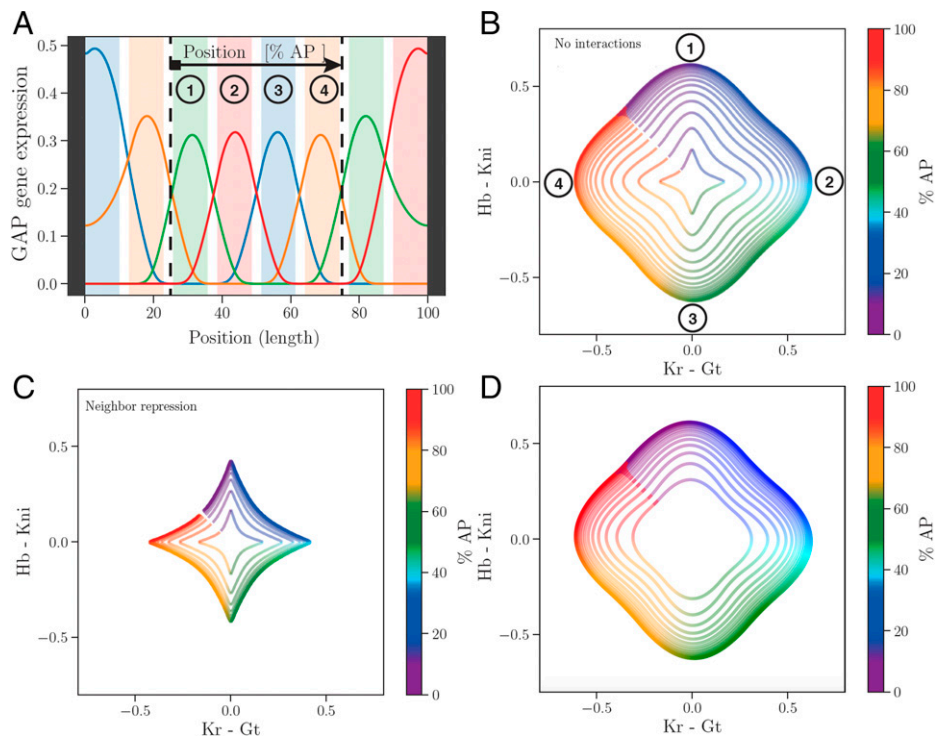 A
GAP gene expression
0.5
0.4
0.3
0.2
0.1
0.0
Position [% AP ]
1 2 3 4
0 20 40 60 80 100
Position (length)
B
No interactions
Hb - Kni
0.5
0.0
−0.5
1
2
3
4
−0.5 0.0 0.5
Kr - Gt
100
80
60
40
20
0
% AP
C
Neighbor repression
Hb - Kni
0.5
0.0
−0.5
−0.5 0.0 0.5
Kr - Gt
100
80
60
40
20
0
% AP
D
Hb - Kni
0.5
0.0
−0.5
−0.5 0.0 0.5
Kr - Gt
100
80
60
40
20
0
% AP